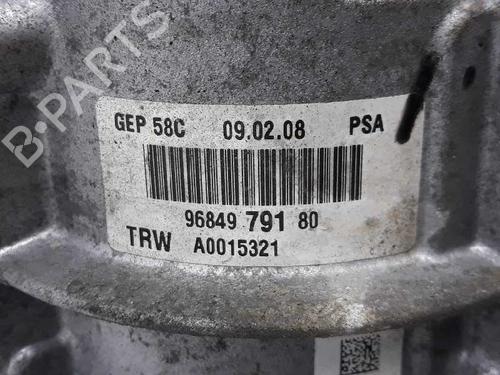 B-PARTS
GEP 58C 09.02.08 PSA
96849 791 80
TRW A0015321